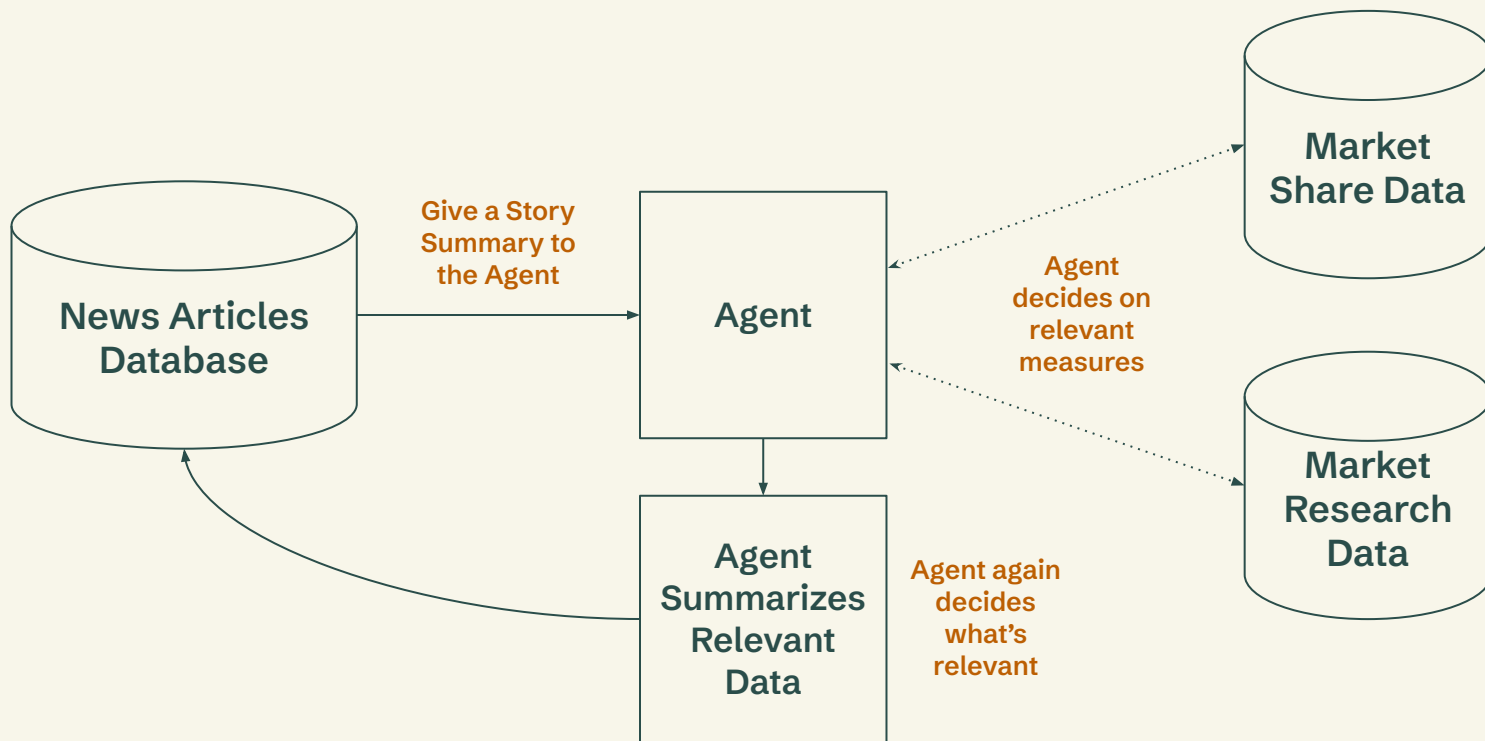 News Articles
Database
Give a Story
Summary to
the Agent
Agent
Agent
decides on
relevant
measures
Market
Share Data
Market
Research
Data
Agent
Summarizes
Relevant
Data
Agent again
decides
what’s
relevant